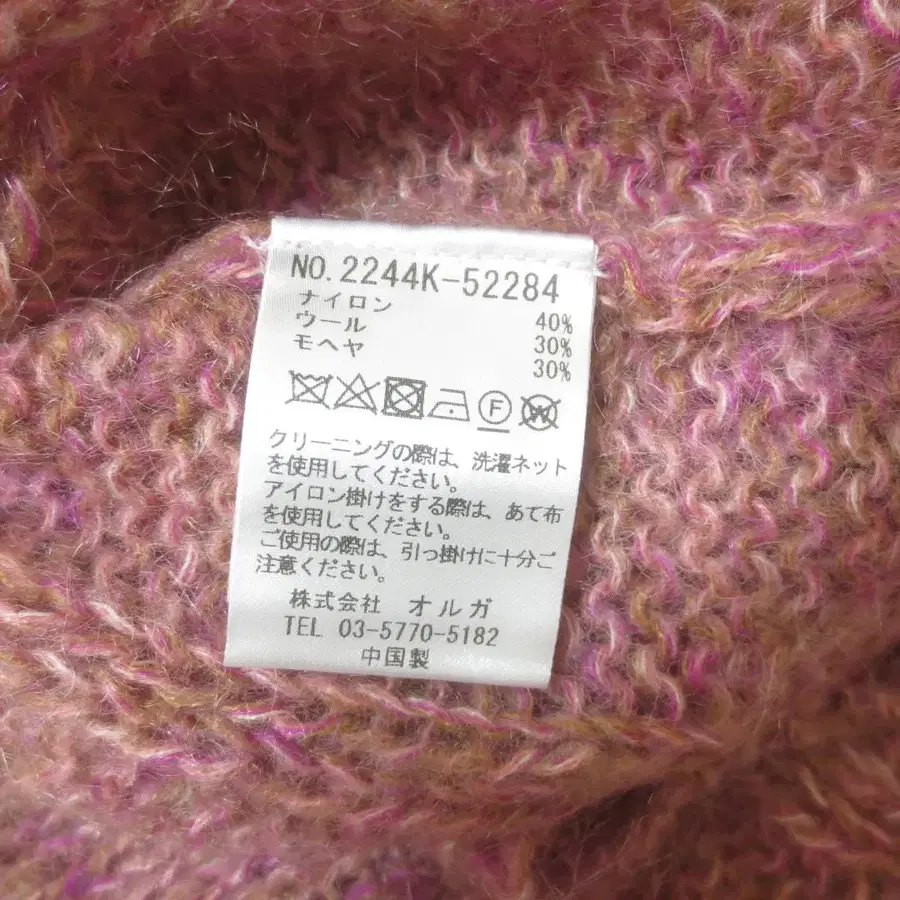 NO.2244K-52284
ナイロン 40%
ウール 30%
モヘヤ 30%
F W
クリーニングの際は、洗濯ネット
を使用してください。
アイロン掛けをする際は、あて布
を使用してください。
ご使用の際は、引っ掛けに十分ご
注意ください。
株式会社 オルガ
TEL 03-5770-5182
中国製